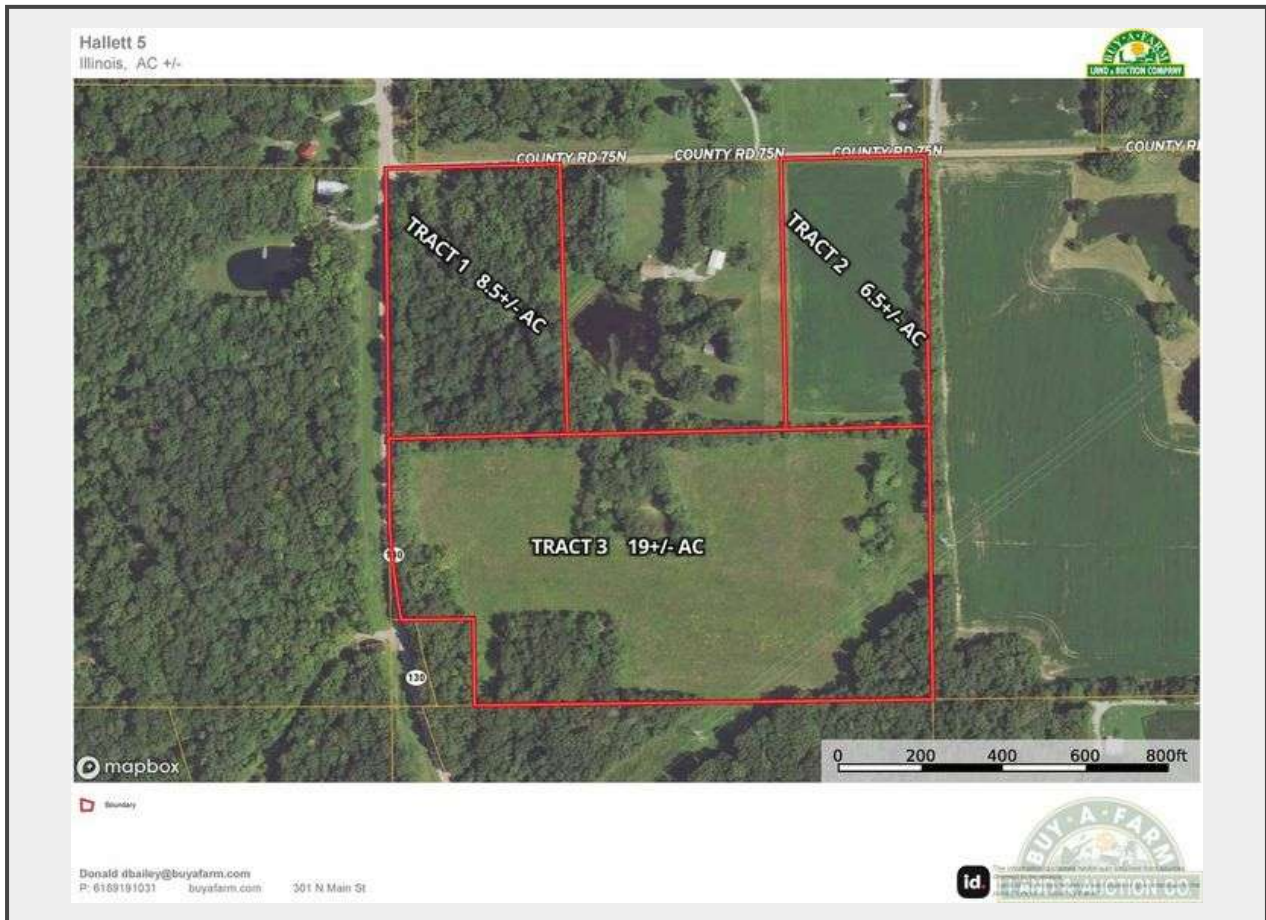 Hallett 5
Illinois, AC +/-
BUY·A·FARM
LAND & AUCTION COMPANY
COUNTY RD 75N
COUNTY RD 75N
COUNTY RD 75N
COUNTY R
TRACT 1 8.5+/- AC
TRACT 2 6.5+/- AC
TRACT 3 19+/- AC
130
130
mapbox
0 200 400 600 800ft
Boundary
Donald dbailey@buyafarm.com
P: 6189191031 buyafarm.com 301 N Main St
id.
BUY·A·FARM
LAND & AUCTION CO.